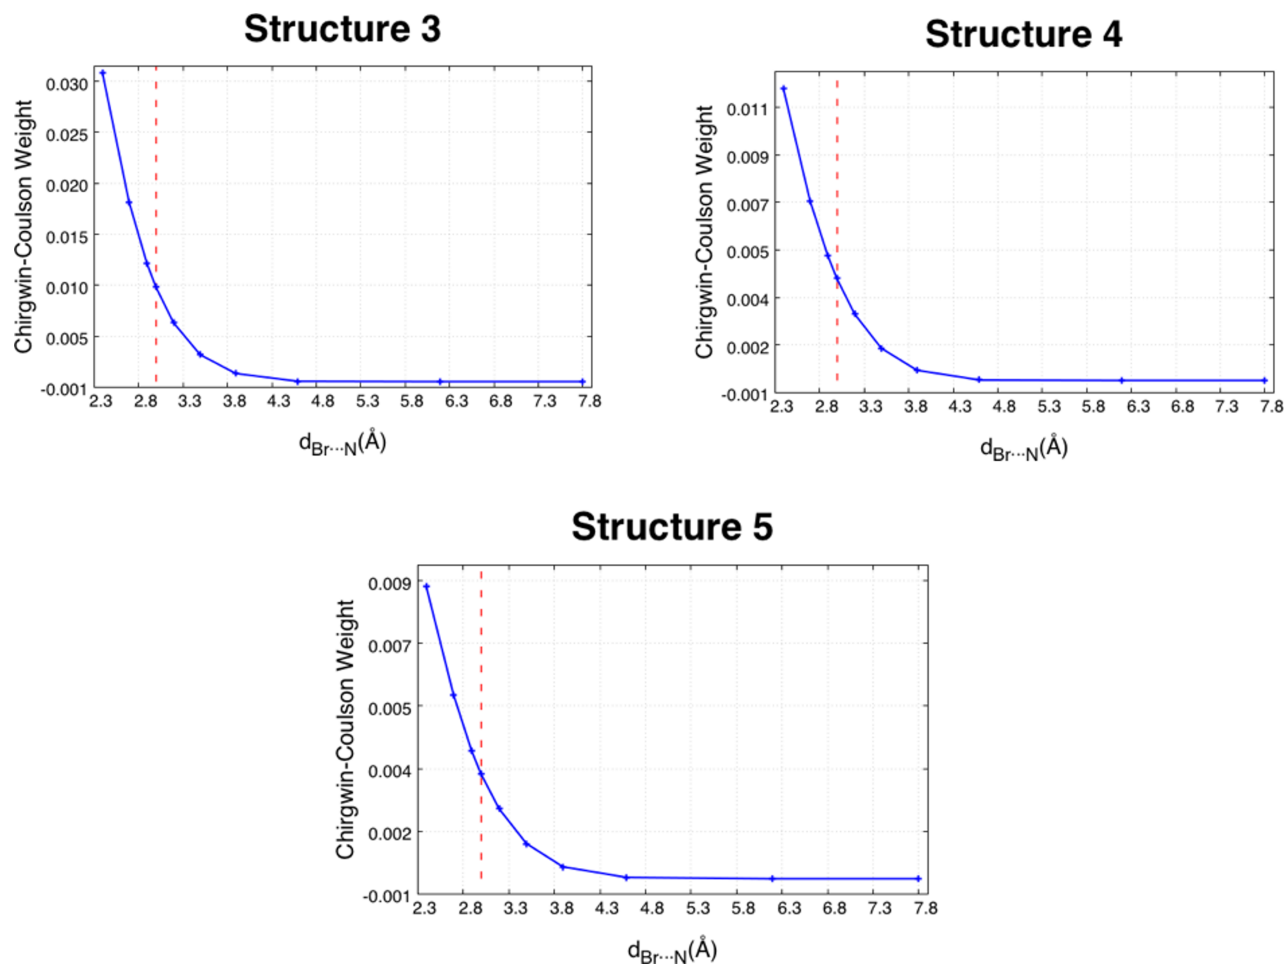 Structure 3
Chirgwin-Coulson Weight
0.030
0.025
0.020
0.015
0.010
0.005
-0.001
2.3 2.8 3.3 3.8 4.3 4.8 5.3 5.8 6.3 6.8 7.3 7.8
dBr···N(Å)
Structure 4
Chirgwin-Coulson Weight
0.011
0.009
0.007
0.005
0.004
0.002
-0.001
2.3 2.8 3.3 3.8 4.3 4.8 5.3 5.8 6.3 6.8 7.3 7.8
dBr···N(Å)
Structure 5
Chirgwin-Coulson Weight
0.009
0.007
0.005
0.004
0.002
-0.001
2.3 2.8 3.3 3.8 4.3 4.8 5.3 5.8 6.3 6.8 7.3 7.8
dBr···N(Å)